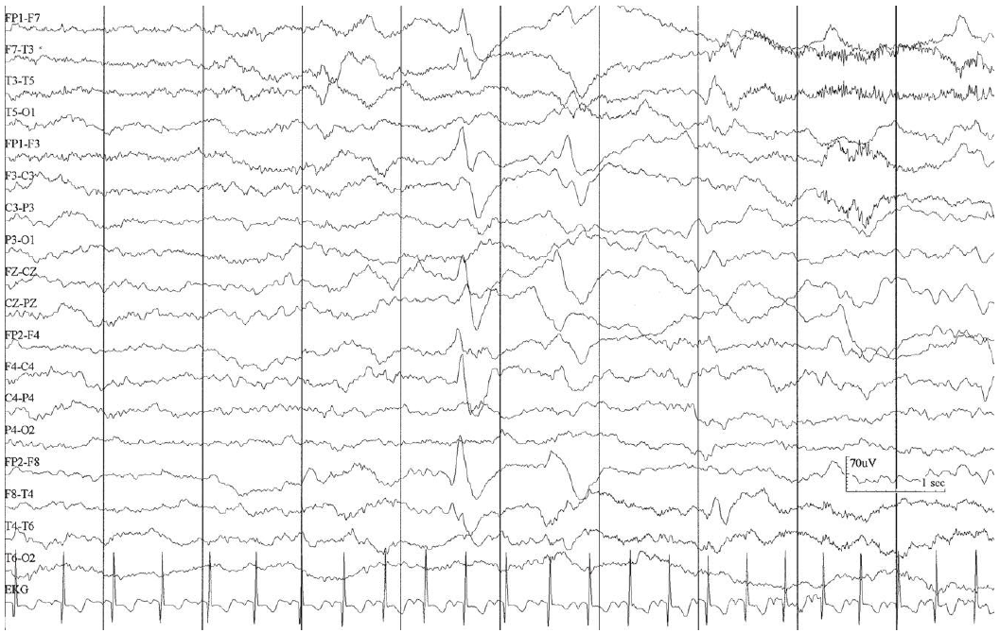 FP1-F7
F7-T3
T3-T5
T5-O1
FP1-F3
F3-C3
C3-P3
P3-O1
FZ-CZ
CZ-PZ
FP2-F4
F4-C4
C4-P4
P4-O2
FP2-F8
70uV
1 sec
F8-T4
T4-T6
T6-O2
EKG